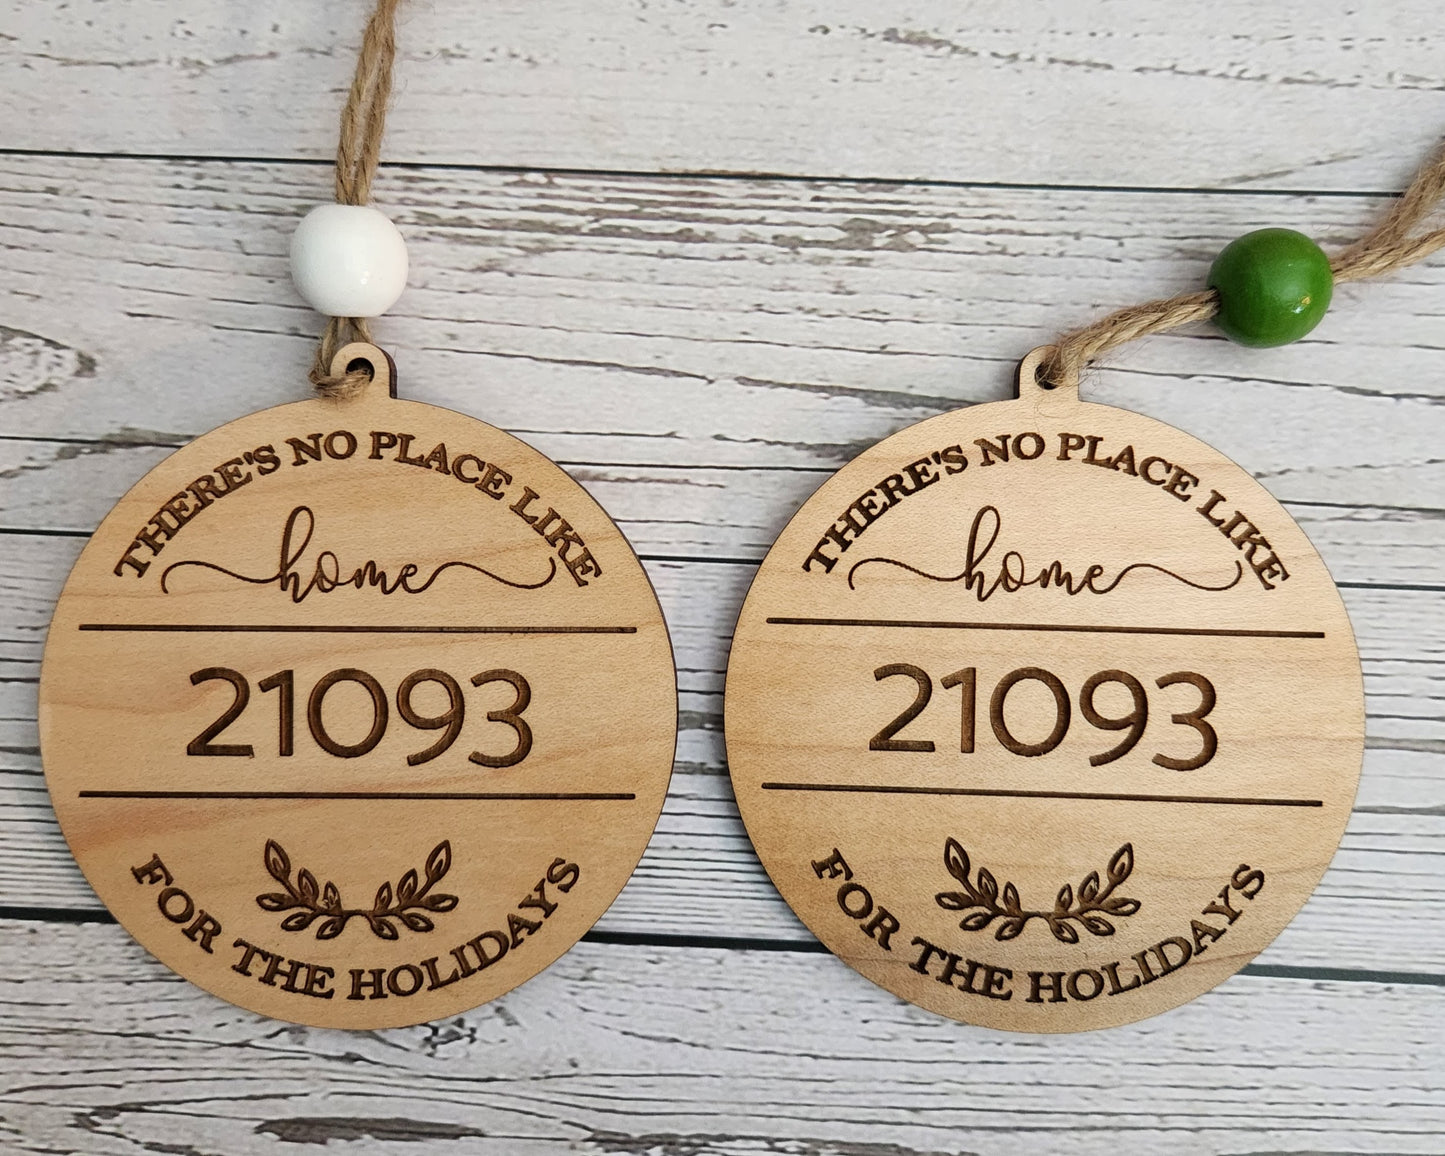 THERE'S NO PLACE LIKE
home
21093
FOR THE HOLIDAYS
THERE'S NO PLACE LIKE
home
21093
FOR THE HOLIDAYS